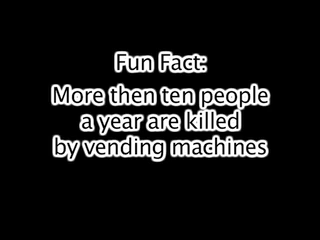 Fun Fact:
More then ten people
a year are killed
by vending machines